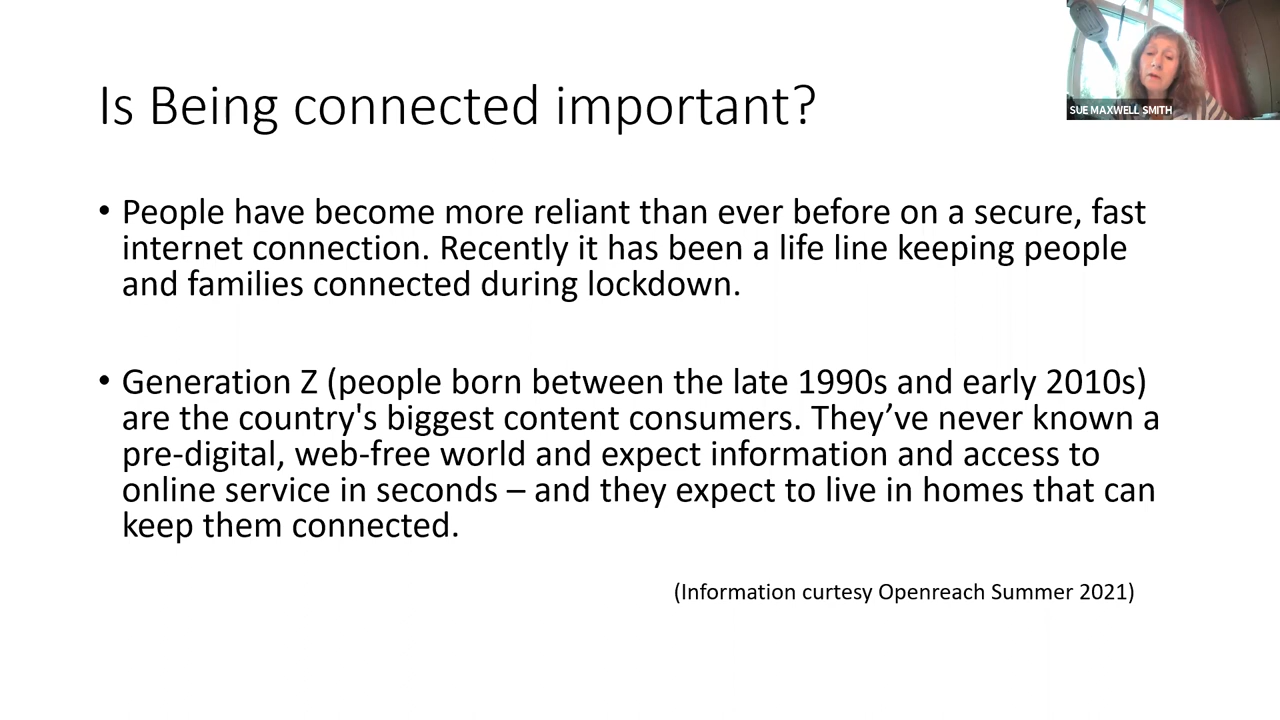 SUE MAXWELL SMITH
Is Being connected important?
• People have become more reliant than ever before on a secure, fast
internet connection. Recently it has been a life line keeping people
and families connected during lockdown.
• Generation Z (people born between the late 1990s and early 2010s)
are the country's biggest content consumers. They’ve never known a
pre-digital, web-free world and expect information and access to
online service in seconds – and they expect to live in homes that can
keep them connected.
(Information curtesy Openreach Summer 2021)